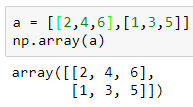 a = [[2,4,6],[1,3,5]]
np.array(a)
array([[2, 4, 6],
       [1, 3, 5]])